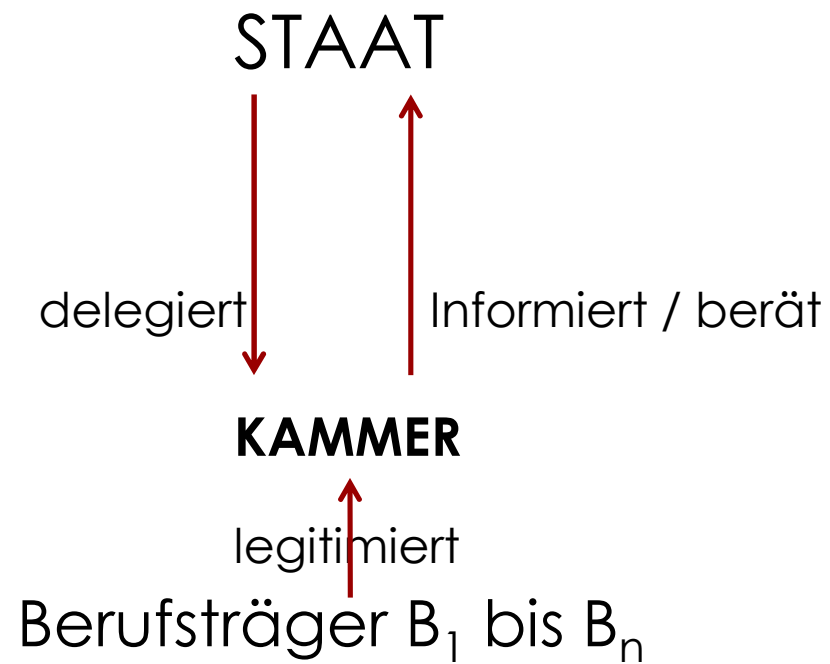 STAAT
delegiert
Informiert / berät
KAMMER
legitimiert
Berufsträger B₁ bis Bₙ